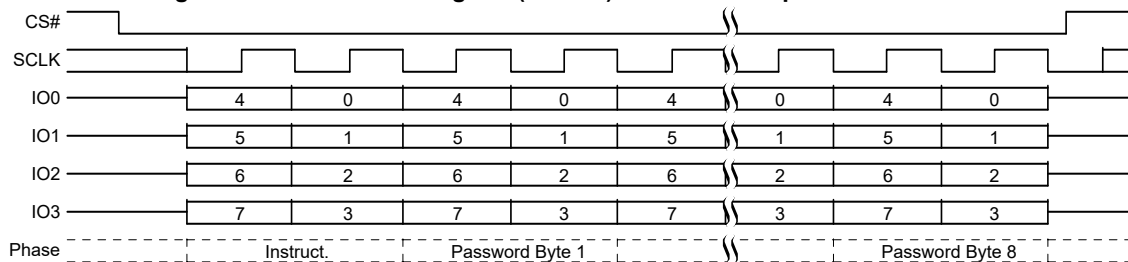 CS#
SCLK
IO0 4 0 4 0 4 0 4 0
IO1 5 1 5 1 5 1 5 1
IO2 6 2 6 2 6 2 6 2
IO3 7 3 7 3 7 3 7 3
Phase Instruct. Password Byte 1 Password Byte 8